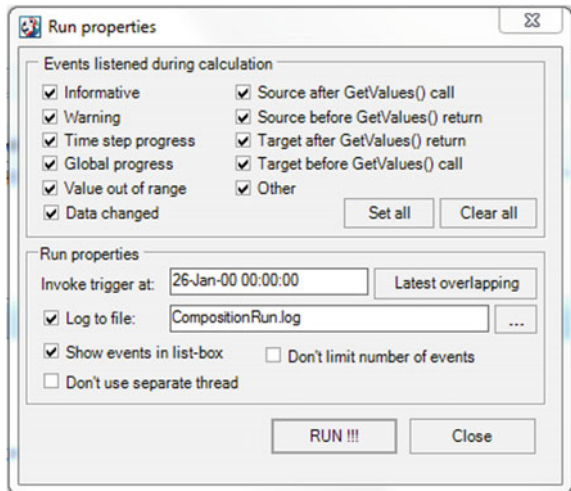 Run properties
Events listened during calculation
Informative
Source after GetValues() call
Warning
Source before GetValues() return
Time step progress
Target after GetValues() return
Global progress
Target before GetValues() call
Value out of range
Other
Data changed
Set all
Clear all
Run properties
Invoke trigger at:
26-Jan-00 00:00:00
Latest overlapping
Log to file:
CompositionRun.log
...
Show events in list-box
Don't limit number of events
Don't use separate thread
RUN !!!
Close